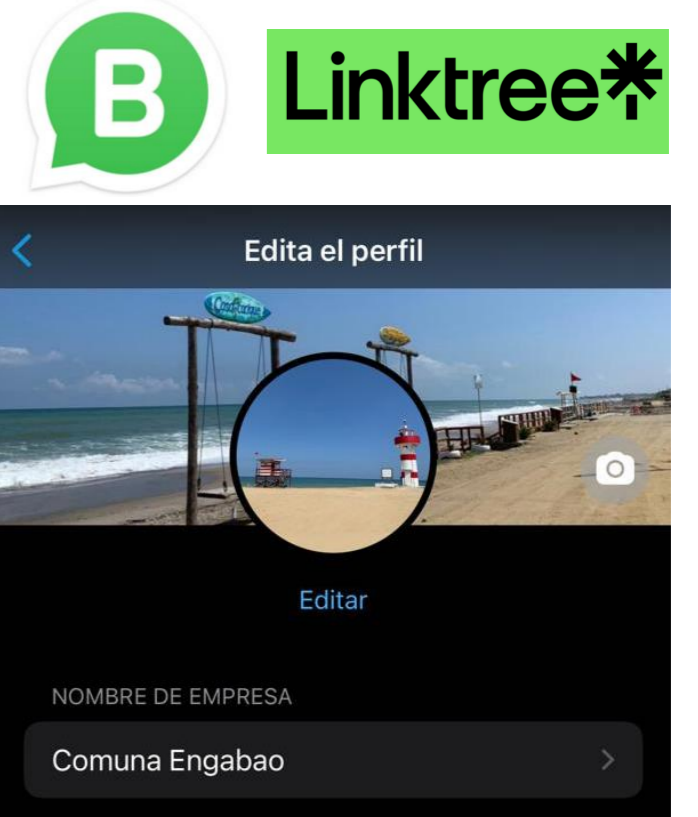 B
Linktree
Edita el perfil
Editar
NOMBRE DE EMPRESA
Comuna Engabao